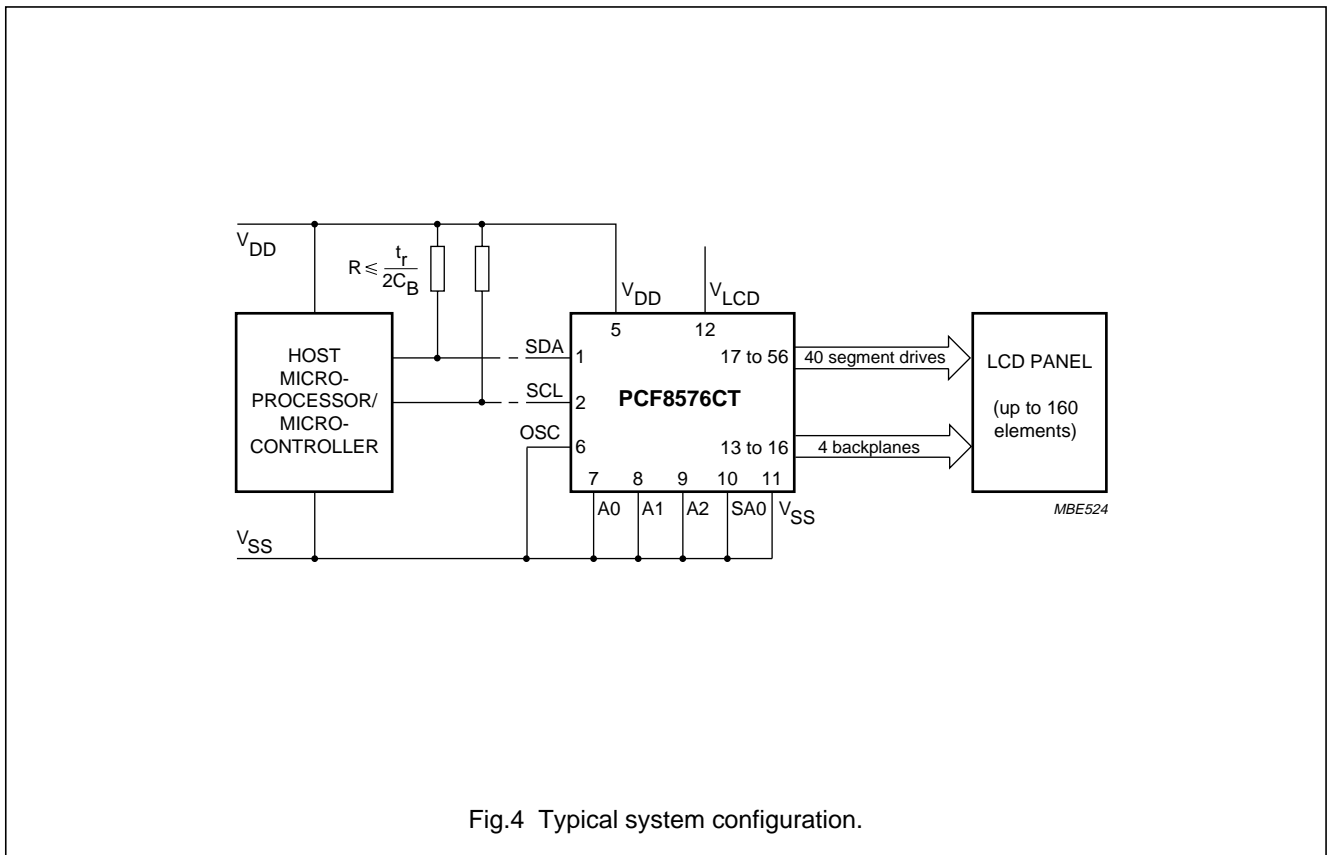 VDD
R ≤ tr
2CB
VDD
VLCD
HOST
MICRO-
PROCESSOR/
MICRO-
CONTROLLER
SDA
SCL
OSC
1
2
6
5
12
17 to 56
PCF8576CT
13 to 16
7
8
9
10
11
A0
A1
A2
SA0
VSS
40 segment drives
4 backplanes
LCD PANEL
(up to 160
elements)
MBE524
VSS
Fig.4 Typical system configuration.